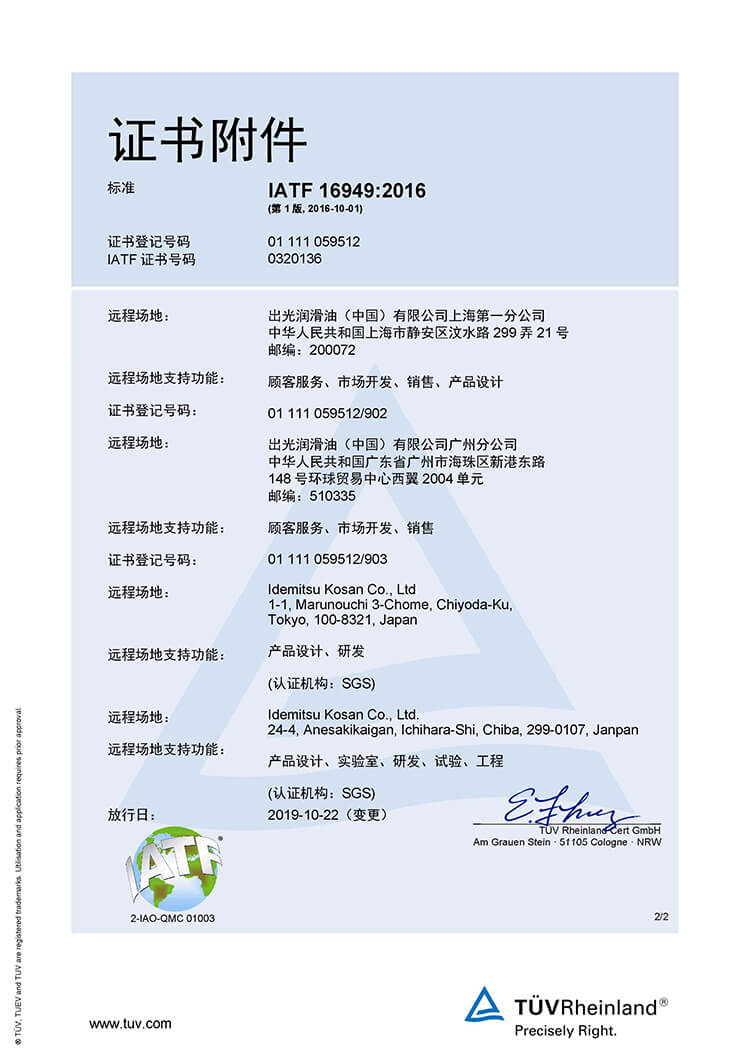 证书附件
标准
IATF 16949:2016
(第 1 版, 2016-10-01)
证书登记号码
01 111 059512
IATF 证书号码
0320136
远程场地：
出光润滑油（中国）有限公司上海第一分公司
中华人民共和国上海市静安区汶水路 299 弄 21 号
邮编：200072
远程场地支持功能：
顾客服务、市场开发、销售、产品设计
证书登记号码：
01 111 059512/902
远程场地：
出光润滑油（中国）有限公司广州分公司
中华人民共和国广东省广州市海珠区新港东路
148 号环球贸易中心西翼 2004 单元
邮编：510335
远程场地支持功能：
顾客服务、市场开发、销售
证书登记号码：
01 111 059512/903
远程场地：
Idemitsu Kosan Co., Ltd
1-1, Marunouchi 3-Chome, Chiyoda-Ku,
Tokyo, 100-8321, Japan
远程场地支持功能：
产品设计、研发
(认证机构：SGS)
远程场地：
Idemitsu Kosan Co., Ltd.
24-4, Anesakikaigan, Ichihara-Shi, Chiba, 299-0107, Janpan
远程场地支持功能：
产品设计、实验室、研发、试验、工程
(认证机构：SGS)
放行日：
2019-10-22（变更）
TÜV Rheinland Cert GmbH
Am Grauen Stein · 51105 Cologne · NRW
IATF®
2-IAO-QMC 01003
2/2
® TÜV, TUEV and TUV are registered trademarks. Utilisation and application requires prior approval.
www.tuv.com
TÜVRheinland®
Precisely Right.